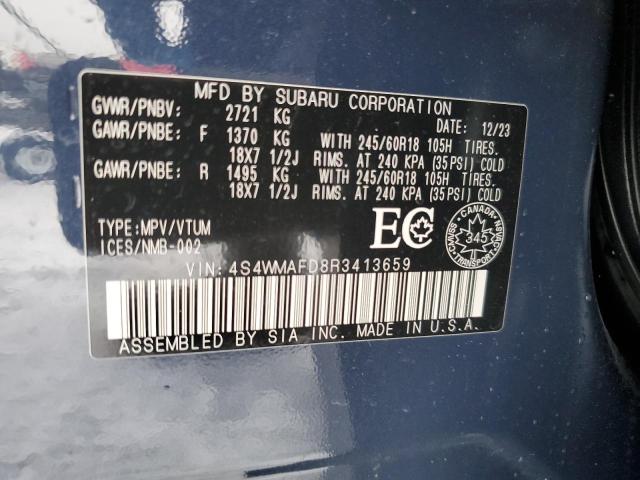 MFD BY SUBARU CORPORATION
GVWR/PNBV: 2721 KG DATE: 12/23
GAWR/PNBE: F 1370 KG WITH 245/60R18 105H TIRES.
18X7 1/2J RIMS. AT 240 KPA (35PSI) COLD
GAWR/PNBE: R 1495 KG WITH 245/60R18 105H TIRES.
18X7 1/2J RIMS. AT 240 KPA (35PSI) COLD
TYPE:MPV/VTUM
ICES/NMB-002
EC
CANADA
345
TRANSPORT
VIN: 4S4WMAFD8R3413659
ASSEMBLED BY SIA INC. MADE IN U.S.A.